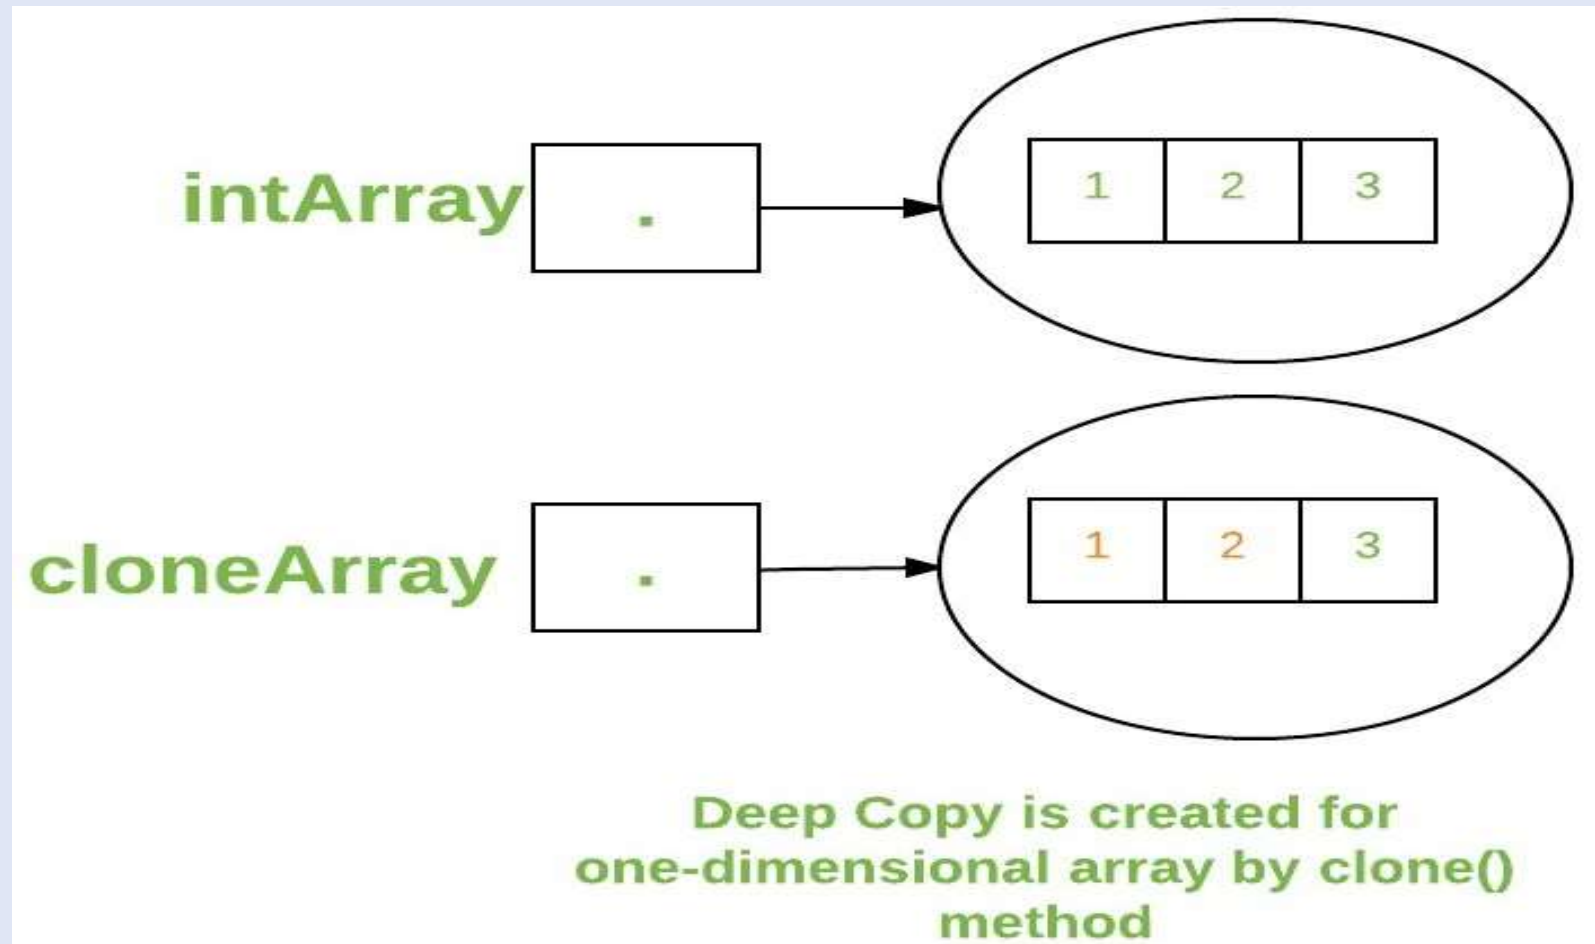 intArray . 1 2 3
cloneArray . 1 2 3
Deep Copy is created for
one-dimensional array by clone()
method